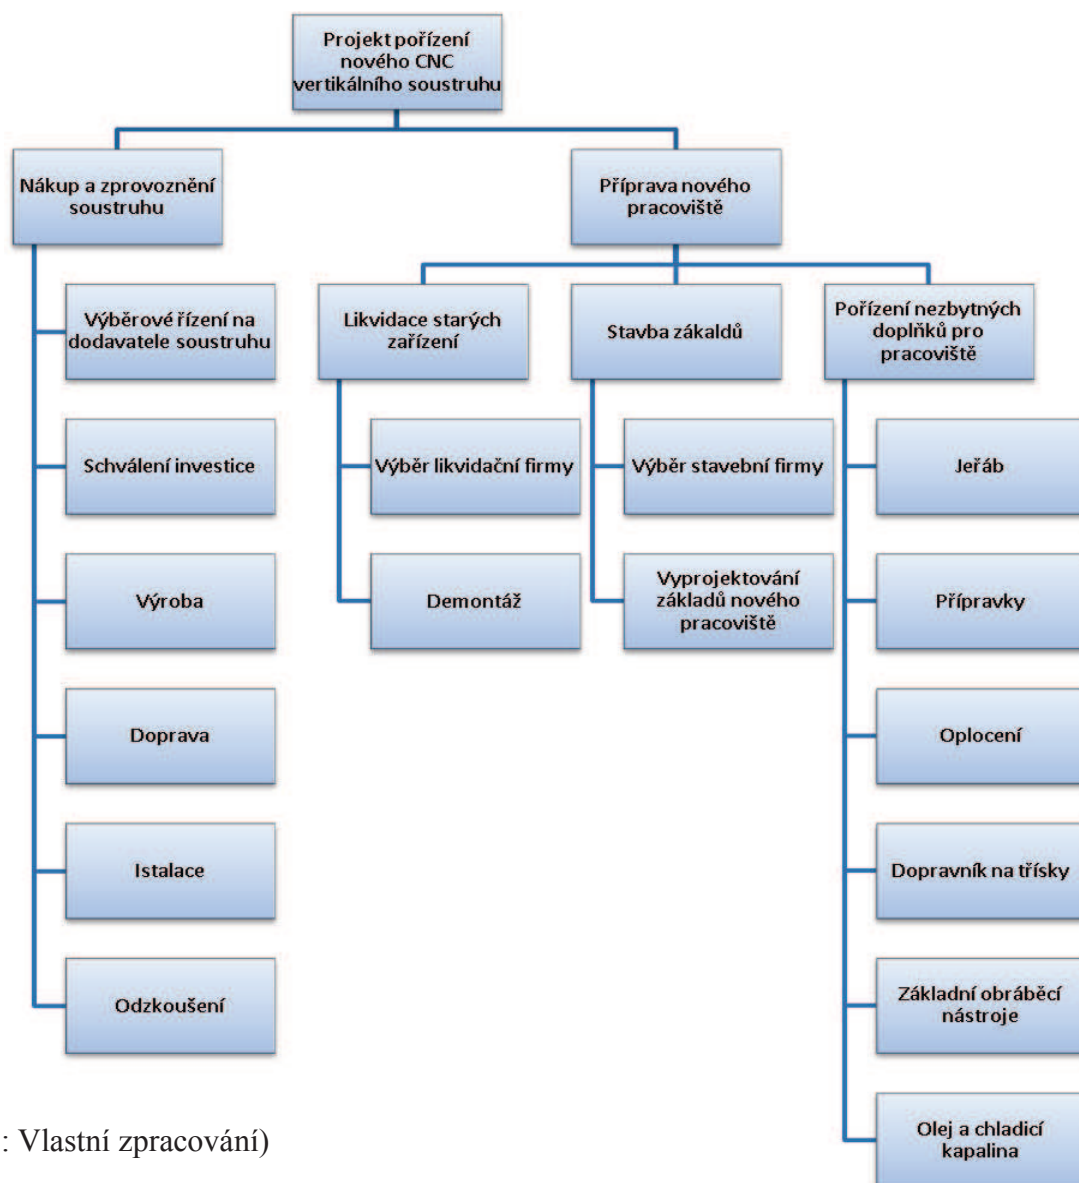 Projekt pořízení
nového CNC
vertikálního soustruhu
Nákup a zprovoznění
soustruhu
Příprava nového
pracoviště
Výběrové řízení na
dodavatele soustruhu
Schválení investice
Výroba
Doprava
Istalace
Odzkoušení
Likvidace starých
zařízení
Výběr likvidační firmy
Demontáž
Stavba zákaldů
Výběr stavební firmy
Vyprojektování
základů nového
pracoviště
Pořízení nezbytných
doplňků pro
pracoviště
Jeřáb
Přípravky
Oplocení
Dopravník na třísky
Základní obráběcí
nástroje
Olej a chladicí
kapalina
: Vlastní zpracování)